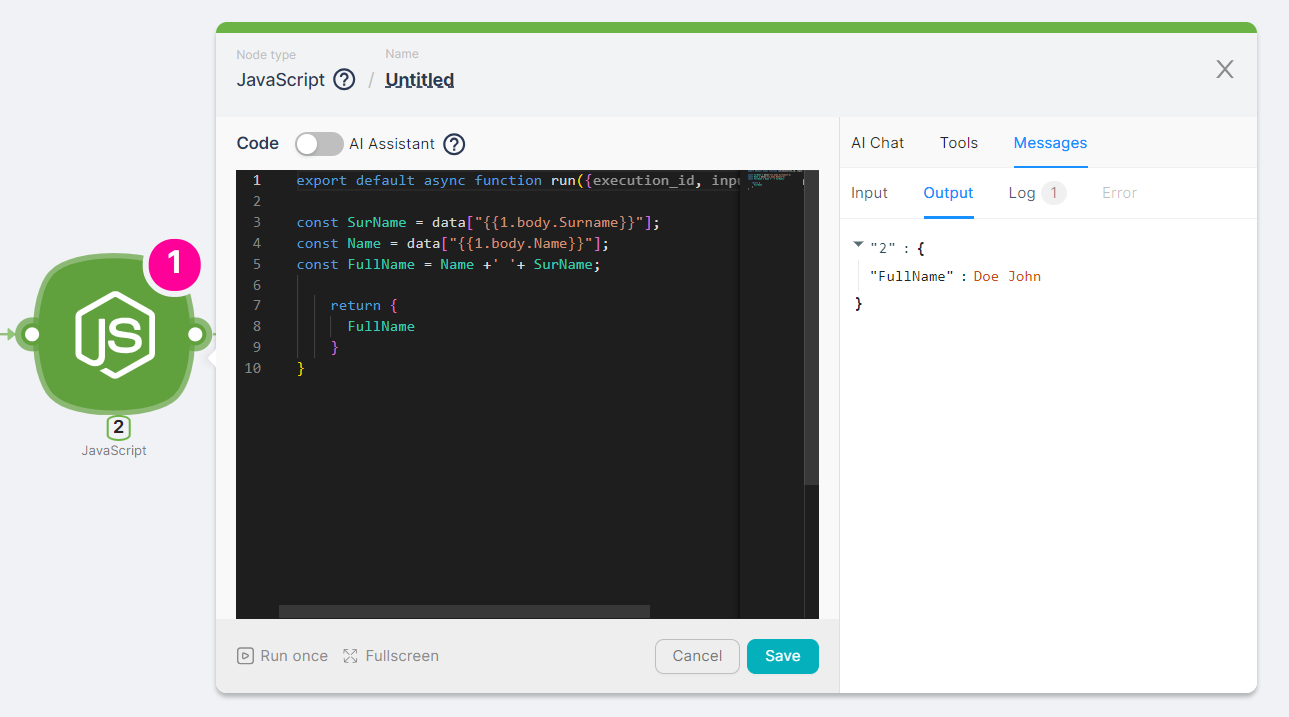 Node type
Name
JavaScript ? / Untitled
X
Code AI Assistant ?
1 export default async function run({execution_id, inpu
2
3 const SurName = data["{{1.body.Surname}}"];
4 const Name = data["{{1.body.Name}}"];
5 const FullName = Name +' '+ SurName;
6
7 return {
8 FullName
9 }
10 }
Run once Fullscreen
Cancel Save
AI Chat Tools Messages
Input Output Log 1 Error
"2" : {
"FullName" : Doe John
}
1
JS
2
JavaScript